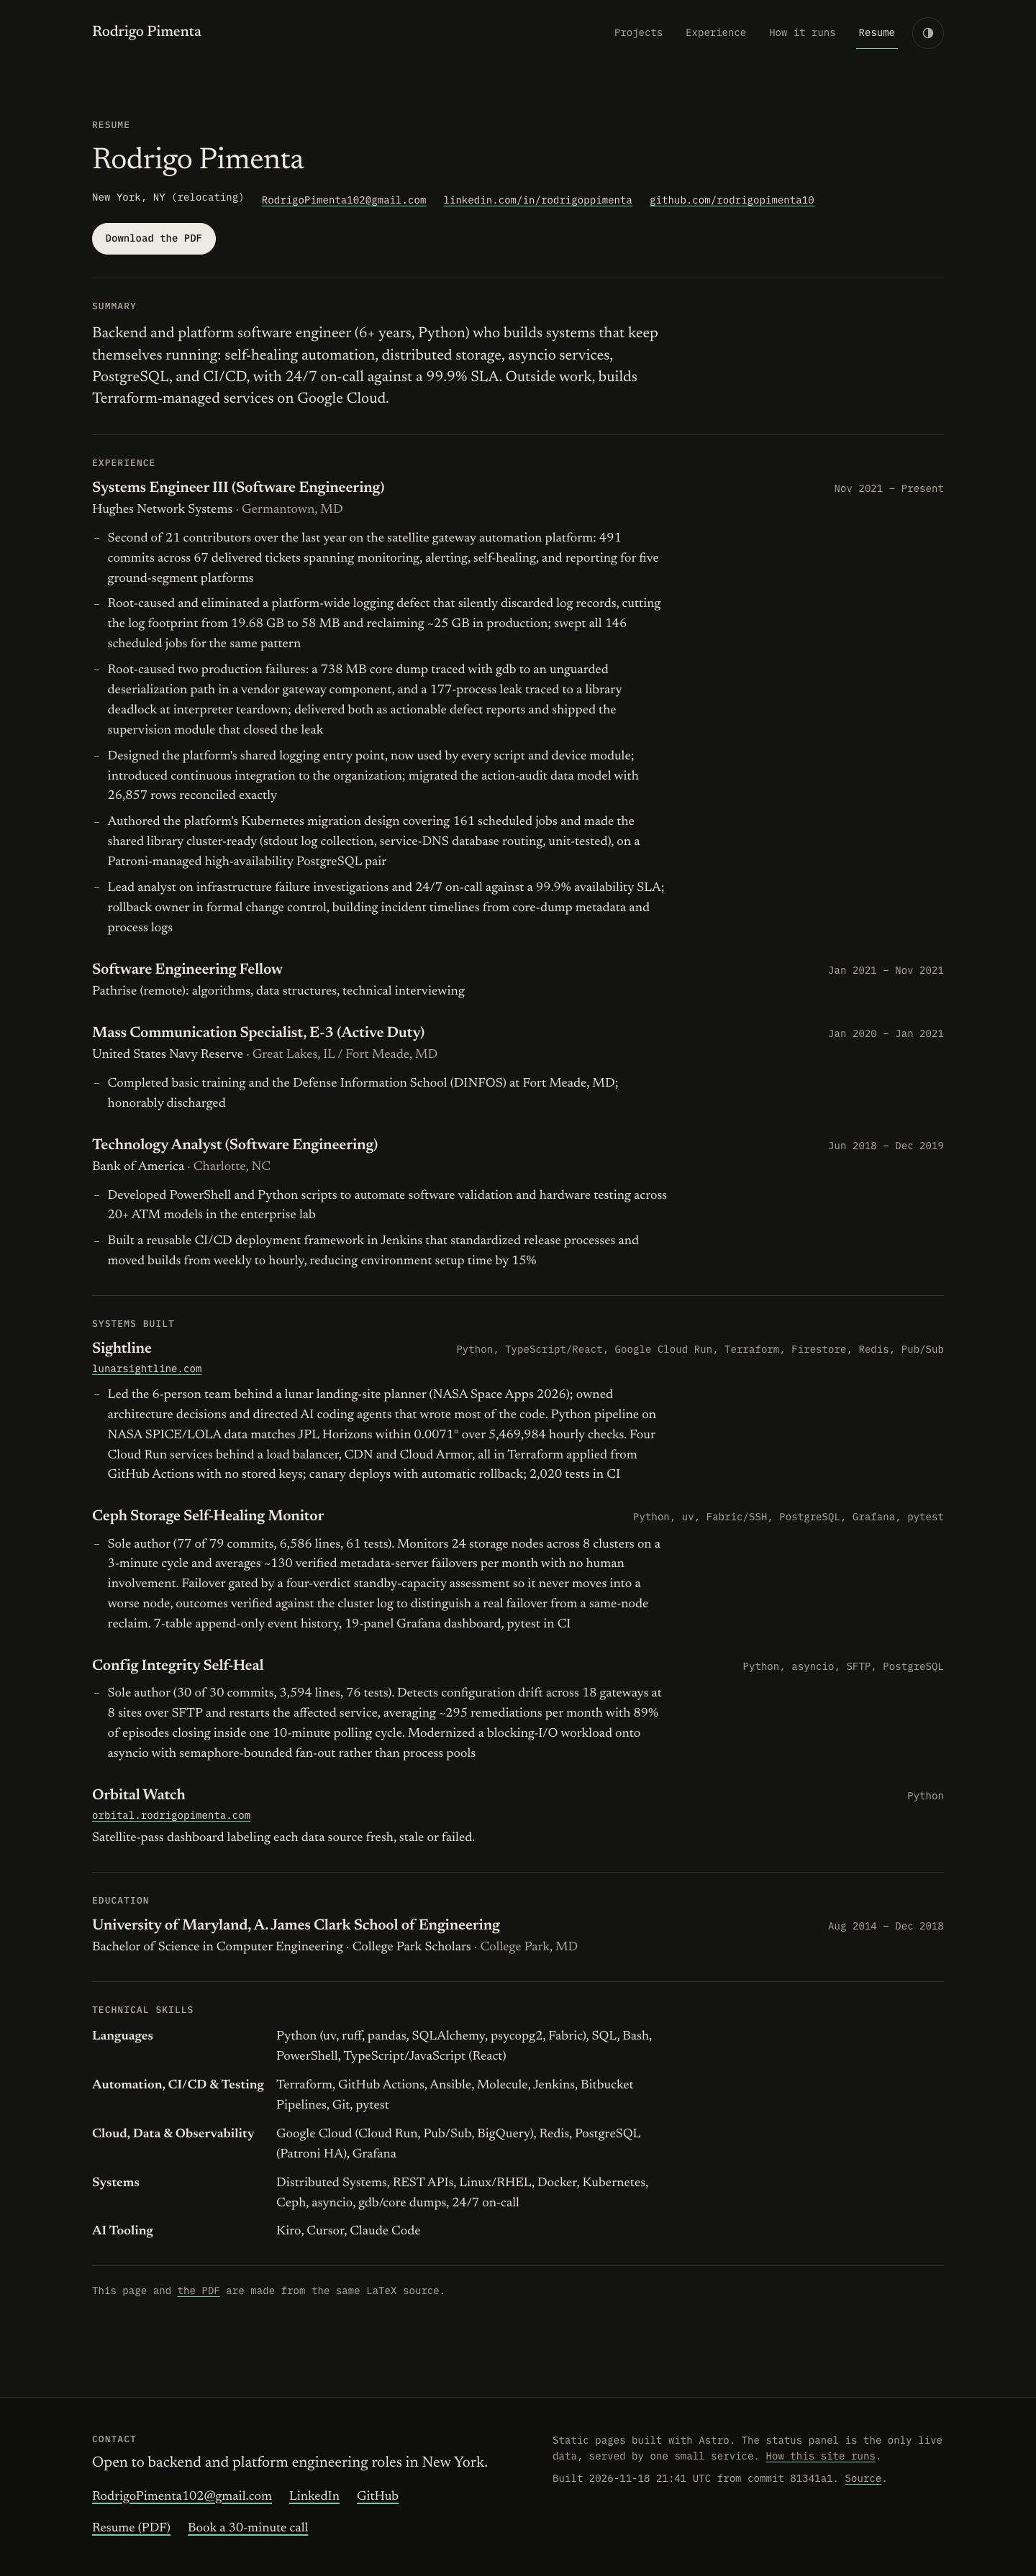 Rodrigo Pimenta
Projects
Experience
How it runs
Resume
RESUME
Rodrigo Pimenta
New York, NY (relocating)
RodrigoPimenta102@gmail.com
linkedin.com/in/rodrigoppimenta
github.com/rodrigopimenta10
Download the PDF
SUMMARY
Backend and platform software engineer (6+ years, Python) who builds systems that keep
themselves running: self-healing automation, distributed storage, asyncio services,
PostgreSQL, and CI/CD, with 24/7 on-call against a 99.9% SLA. Outside work, builds
Terraform-managed services on Google Cloud.
EXPERIENCE
Systems Engineer III (Software Engineering)
Nov 2021 – Present
Hughes Network Systems · Germantown, MD
– Second of 21 contributors over the last year on the satellite gateway automation platform: 491
commits across 67 delivered tickets spanning monitoring, alerting, self-healing, and reporting for five
ground-segment platforms
– Root-caused and eliminated a platform-wide logging defect that silently discarded log records, cutting
the log footprint from 19.68 GB to 58 MB and reclaiming ~25 GB in production; swept all 146
scheduled jobs for the same pattern
– Root-caused two production failures: a 738 MB core dump traced with gdb to an unguarded
deserialization path in a vendor gateway component, and a 177-process leak traced to a library
deadlock at interpreter teardown; delivered both as actionable defect reports and shipped the
supervision module that closed the leak
– Designed the platform's shared logging entry point, now used by every script and device module;
introduced continuous integration to the organization; migrated the action-audit data model with
26,857 rows reconciled exactly
– Authored the platform's Kubernetes migration design covering 161 scheduled jobs and made the
shared library cluster-ready (stdout log collection, service-DNS database routing, unit-tested), on a
Patroni-managed high-availability PostgreSQL pair
– Lead analyst on infrastructure failure investigations and 24/7 on-call against a 99.9% availability SLA;
rollback owner in formal change control, building incident timelines from core-dump metadata and
process logs
Software Engineering Fellow
Jan 2021 – Nov 2021
Pathrise (remote): algorithms, data structures, technical interviewing
Mass Communication Specialist, E-3 (Active Duty)
Jan 2020 – Jan 2021
United States Navy Reserve · Great Lakes, IL / Fort Meade, MD
– Completed basic training and the Defense Information School (DINFOS) at Fort Meade, MD;
honorably discharged
Technology Analyst (Software Engineering)
Jun 2018 – Dec 2019
Bank of America · Charlotte, NC
– Developed PowerShell and Python scripts to automate software validation and hardware testing across
20+ ATM models in the enterprise lab
– Built a reusable CI/CD deployment framework in Jenkins that standardized release processes and
moved builds from weekly to hourly, reducing environment setup time by 15%
SYSTEMS BUILT
Sightline
Python, TypeScript/React, Google Cloud Run, Terraform, Firestore, Redis, Pub/Sub
lunarsightline.com
– Led the 6-person team behind a lunar landing-site planner (NASA Space Apps 2026); owned
architecture decisions and directed AI coding agents that wrote most of the code. Python pipeline on
NASA SPICE/LOLA data matches JPL Horizons within 0.0071° over 5,469,984 hourly checks. Four
Cloud Run services behind a load balancer, CDN and Cloud Armor, all in Terraform applied from
GitHub Actions with no stored keys; canary deploys with automatic rollback; 2,020 tests in CI
Ceph Storage Self-Healing Monitor
Python, uv, Fabric/SSH, PostgreSQL, Grafana, pytest
– Sole author (77 of 79 commits, 6,586 lines, 61 tests). Monitors 24 storage nodes across 8 clusters on a
3-minute cycle and averages ~130 verified metadata-server failovers per month with no human
involvement. Failover gated by a four-verdict standby-capacity assessment so it never moves into a
worse node, outcomes verified against the cluster log to distinguish a real failover from a same-node
reclaim. 7-table append-only event history, 19-panel Grafana dashboard, pytest in CI
Config Integrity Self-Heal
Python, asyncio, SFTP, PostgreSQL
– Sole author (30 of 30 commits, 3,594 lines, 76 tests). Detects configuration drift across 18 gateways at
8 sites over SFTP and restarts the affected service, averaging ~295 remediations per month with 89%
of episodes closing inside one 10-minute polling cycle. Modernized a blocking-I/O workload onto
asyncio with semaphore-bounded fan-out rather than process pools
Orbital Watch
Python
orbital.rodrigopimenta.com
Satellite-pass dashboard labeling each data source fresh, stale or failed.
EDUCATION
University of Maryland, A. James Clark School of Engineering
Aug 2014 – Dec 2018
Bachelor of Science in Computer Engineering · College Park Scholars · College Park, MD
TECHNICAL SKILLS
Languages
Python (uv, ruff, pandas, SQLAlchemy, psycopg2, Fabric), SQL, Bash,
PowerShell, TypeScript/JavaScript (React)
Automation, CI/CD & Testing
Terraform, GitHub Actions, Ansible, Molecule, Jenkins, Bitbucket
Pipelines, Git, pytest
Cloud, Data & Observability
Google Cloud (Cloud Run, Pub/Sub, BigQuery), Redis, PostgreSQL
(Patroni HA), Grafana
Systems
Distributed Systems, REST APIs, Linux/RHEL, Docker, Kubernetes,
Ceph, asyncio, gdb/core dumps, 24/7 on-call
AI Tooling
Kiro, Cursor, Claude Code
This page and the PDF are made from the same LaTeX source.
CONTACT
Open to backend and platform engineering roles in New York.
RodrigoPimenta102@gmail.com
LinkedIn
GitHub
Resume (PDF)
Book a 30-minute call
Static pages built with Astro. The status panel is the only live
data, served by one small service. How this site runs.
Built 2026-11-18 21:41 UTC from commit 81341a1. Source.